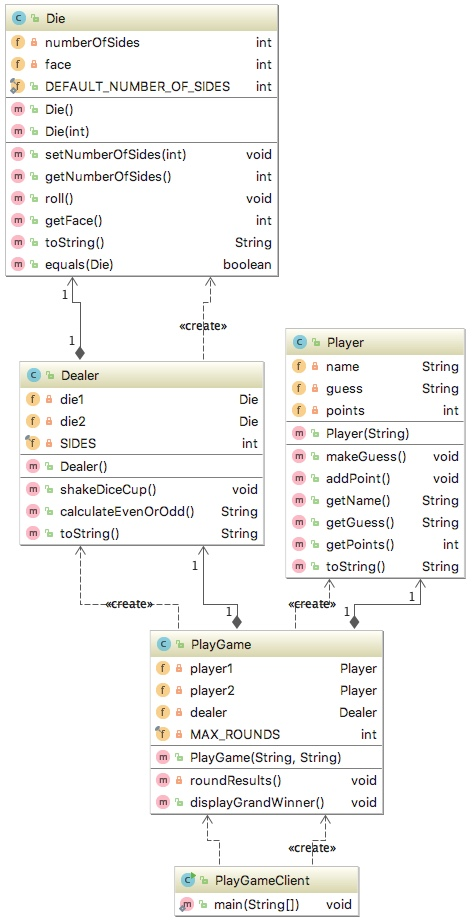 Die
numberOfSides int
face int
DEFAULT_NUMBER_OF_SIDES int
Die()
Die(int)
setNumberOfSides(int) void
getNumberOfSides() int
roll() void
getFace() int
toString() String
equals(Die) boolean
1
1
«create»
Dealer
die1 Die
die2 Die
SIDES int
Dealer()
shakeDiceCup() void
calculateEvenOrOdd() String
toString() String
Player
name String
guess String
points int
Player(String)
makeGuess() void
addPoint() void
getName() String
getGuess() String
getPoints() int
toString() String
1
1
«create»
1
«create»
1
PlayGame
player1 Player
player2 Player
dealer Dealer
MAX_ROUNDS int
PlayGame(String, String)
roundResults() void
displayGrandWinner() void
«create»
PlayGameClient
main(String[]) void